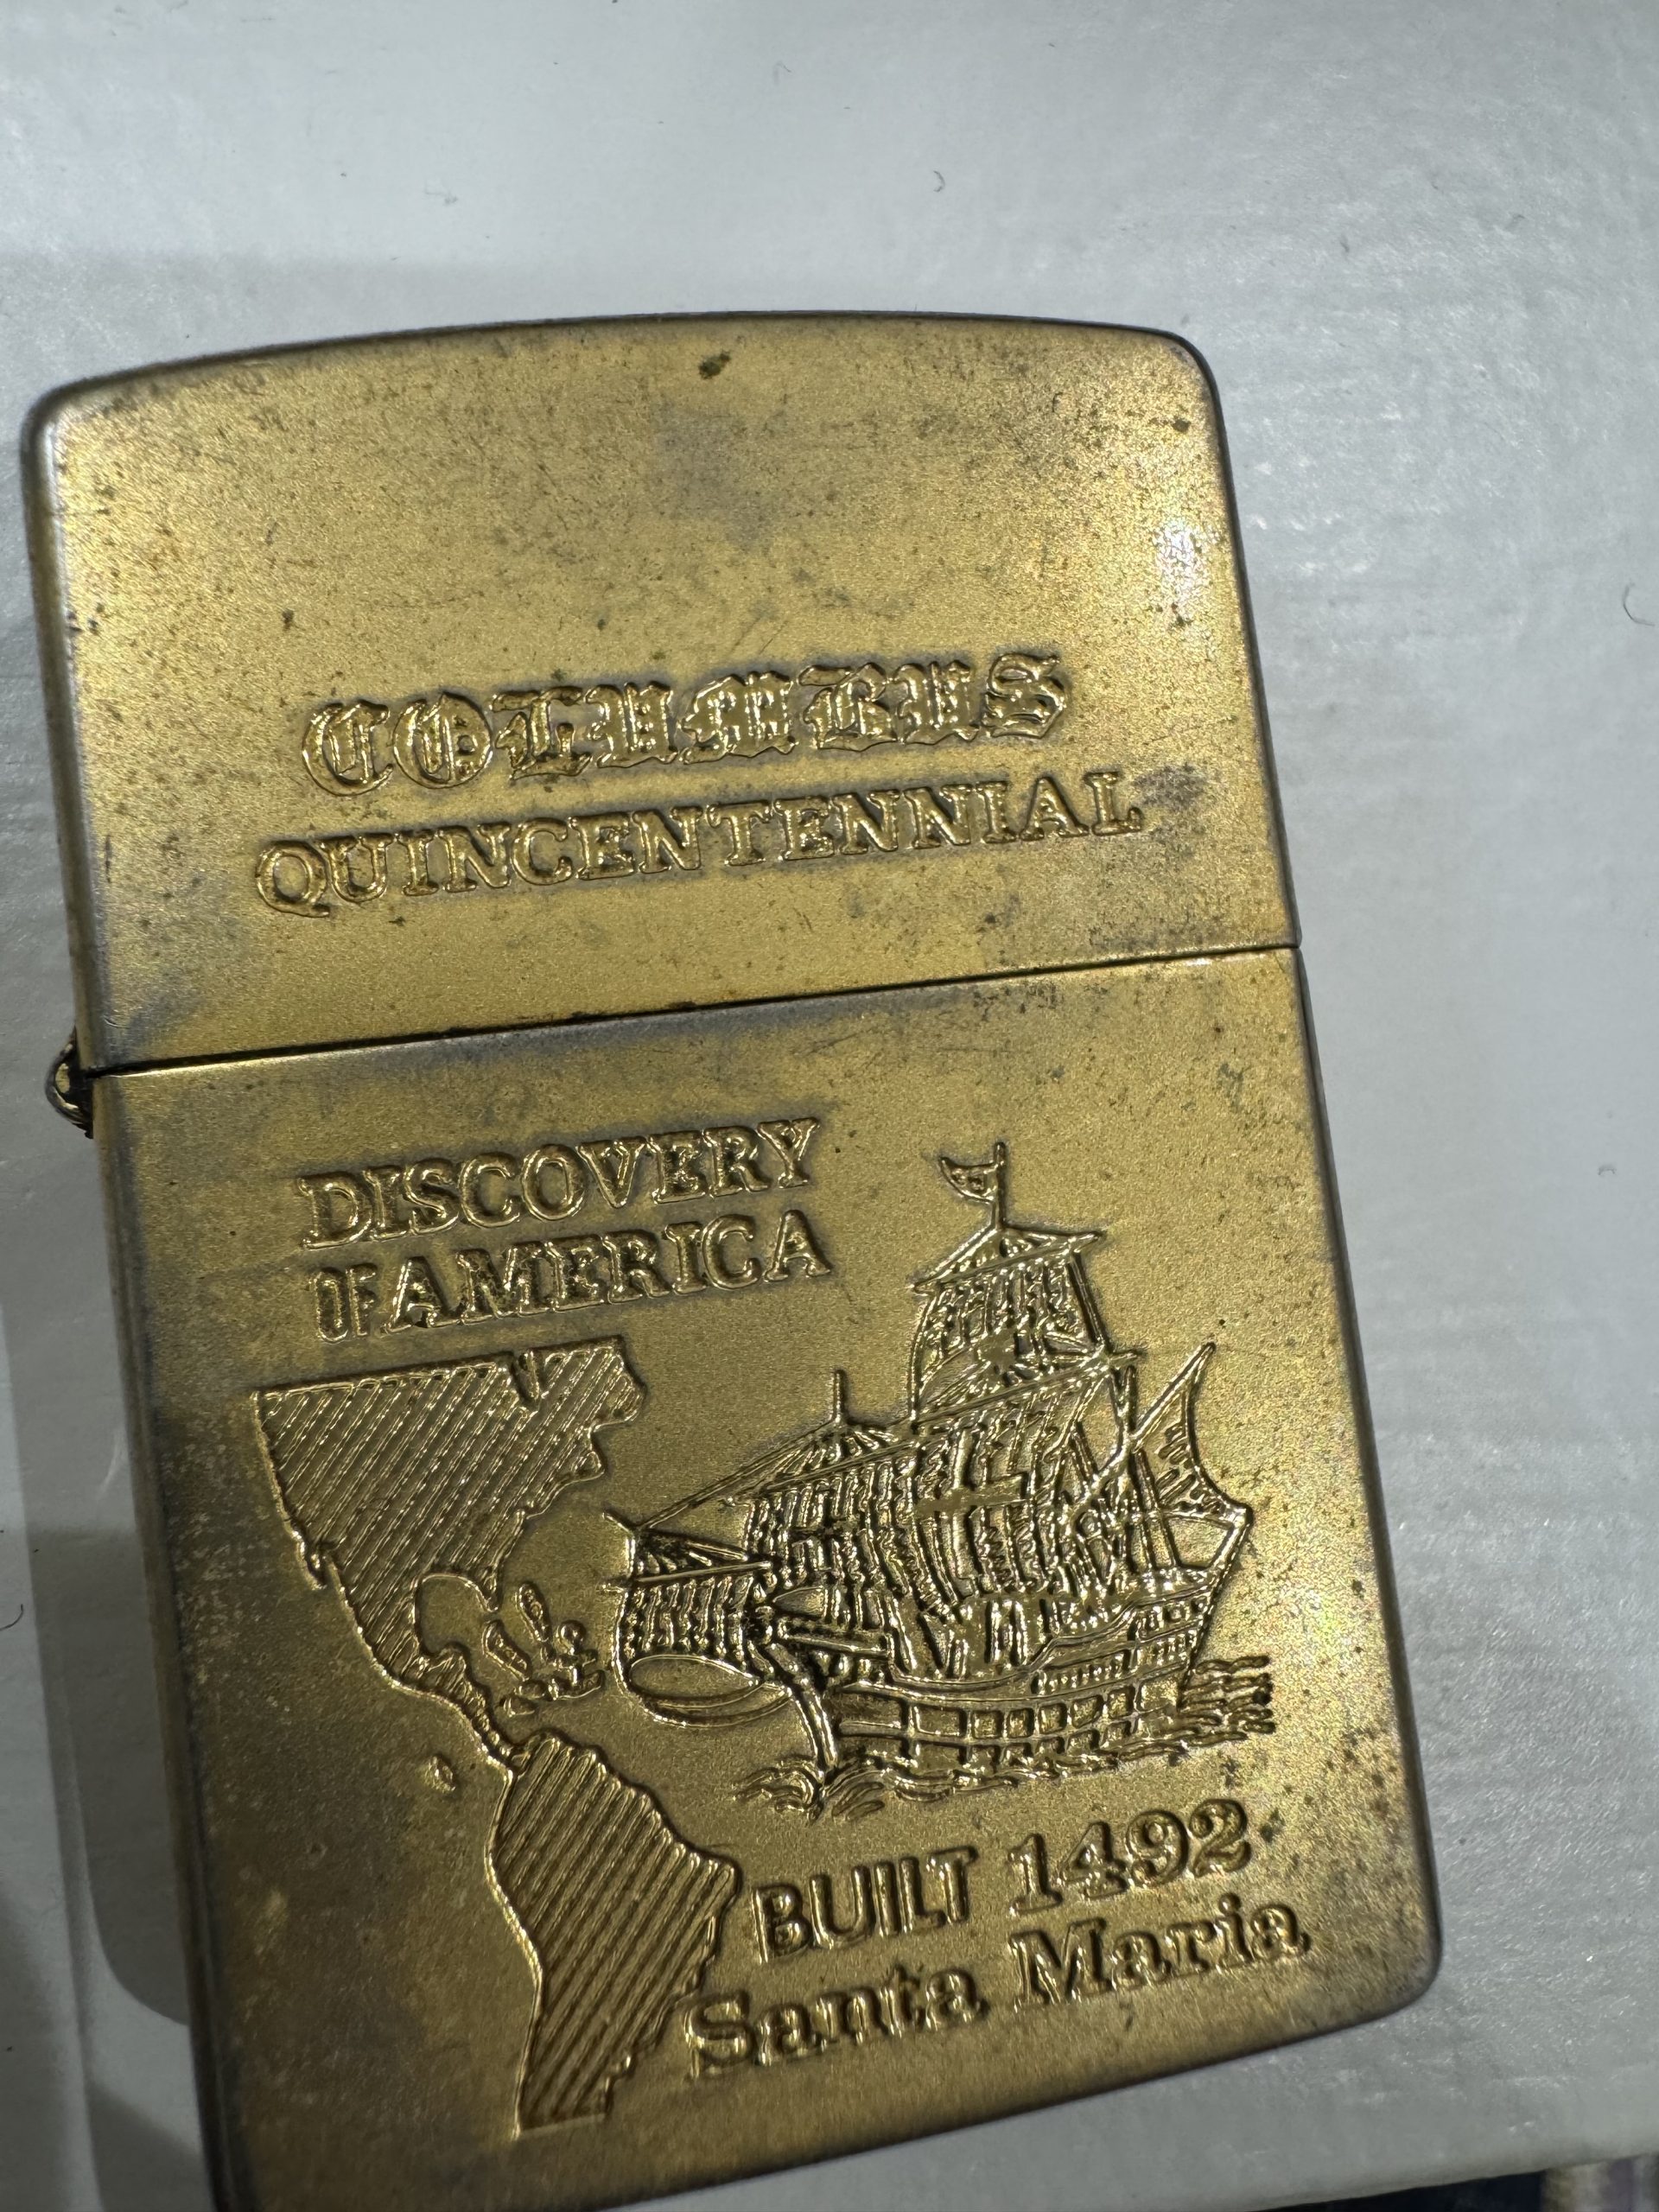 COLUMBUS
QUINCENTENNIAL
DISCOVERY
OF AMERICA
BUILT 1492
Santa Maria